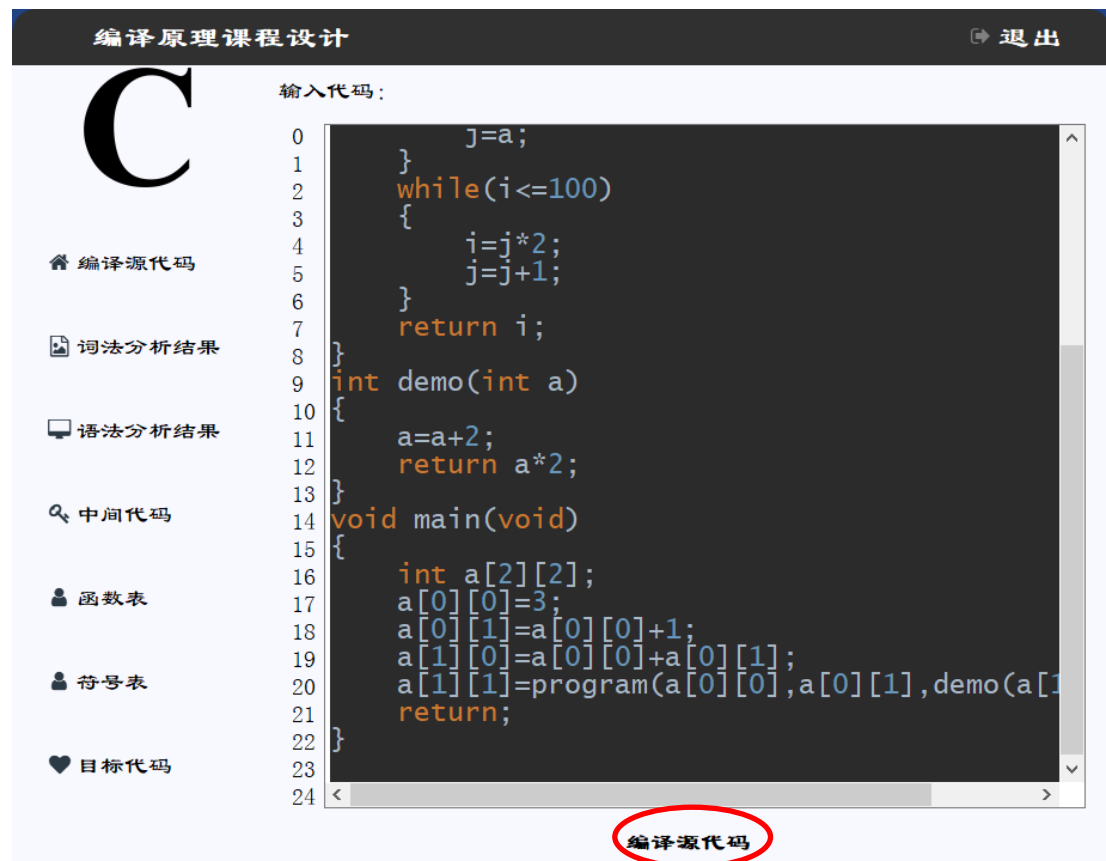 编译原理课程设计
退出
C
编译源代码
词法分析结果
语法分析结果
中间代码
函数表
符号表
目标代码
输入代码:
0 j=a;
1 }
2 while(i<=100)
3 {
4 i=j*2;
5 j=j+1;
6 }
7 return i;
8 }
9 int demo(int a)
10 {
11 a=a+2;
12 return a*2;
13 }
14 void main(void)
15 {
16 int a[2][2];
17 a[0][0]=3;
18 a[0][1]=a[0][0]+1;
19 a[1][0]=a[0][0]+a[0][1];
20 a[1][1]=program(a[0][0],a[0][1],demo(a[1
21 return;
22 }
23
24
编译源代码